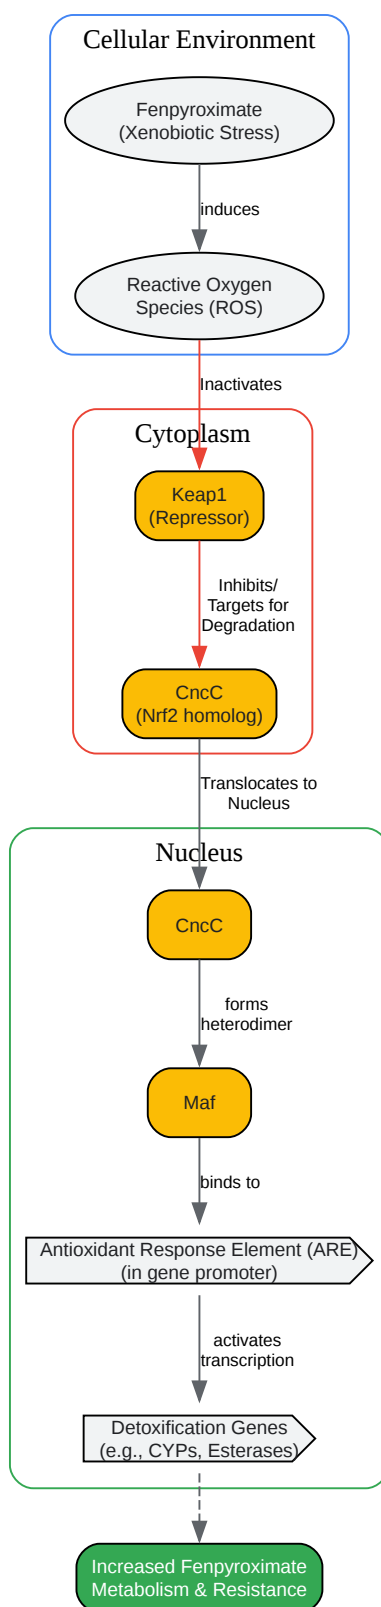 Cellular Environment
Fenpyroximate
(Xenobiotic Stress)
induces
Reactive Oxygen
Species (ROS)
Inactivates
Cytoplasm
Keap1
(Repressor)
Inhibits/
Targets for
Degradation
CncC
(Nrf2 homolog)
Translocates to
Nucleus
Nucleus
CncC
forms
heterodimer
Maf
binds to
Antioxidant Response Element (ARE)
(in gene promoter)
activates
transcription
Detoxification Genes
(e.g., CYPs, Esterases)
Increased Fenpyroximate
Metabolism & Resistance